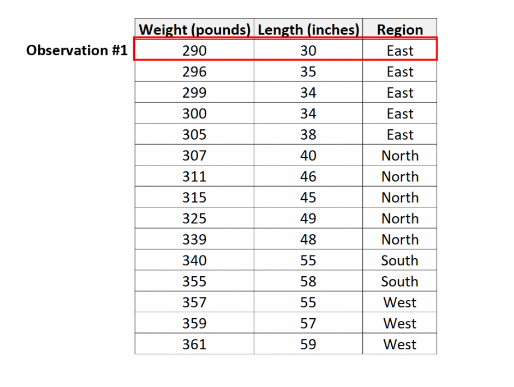 Weight (pounds) Length (inches) Region
Observation #1 290 30 East
296 35 East
299 34 East
300 34 East
305 38 East
307 40 North
311 46 North
315 45 North
325 49 North
339 48 North
340 55 South
355 58 South
357 55 West
359 57 West
361 59 West